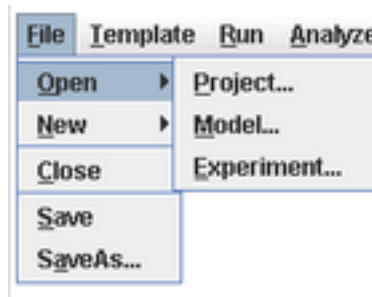 File Template Run Analyze
Open Project...
New Model...
Close Experiment...
Save
SaveAs...